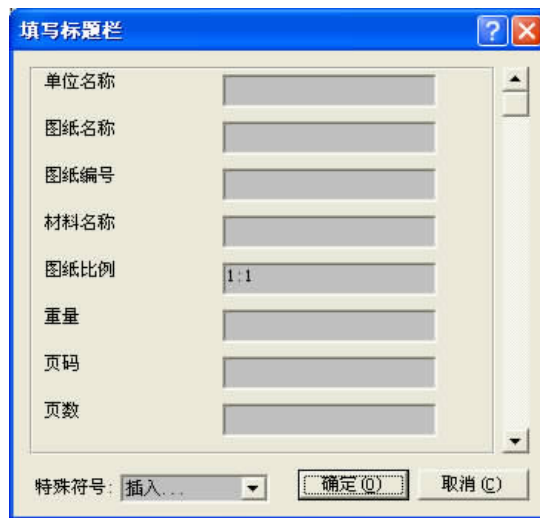 填写标题栏
单位名称
图纸名称
图纸编号
材料名称
图纸比例 1:1
重量
页码
页数
特殊符号: 插入... 确定(O) 取消(C)